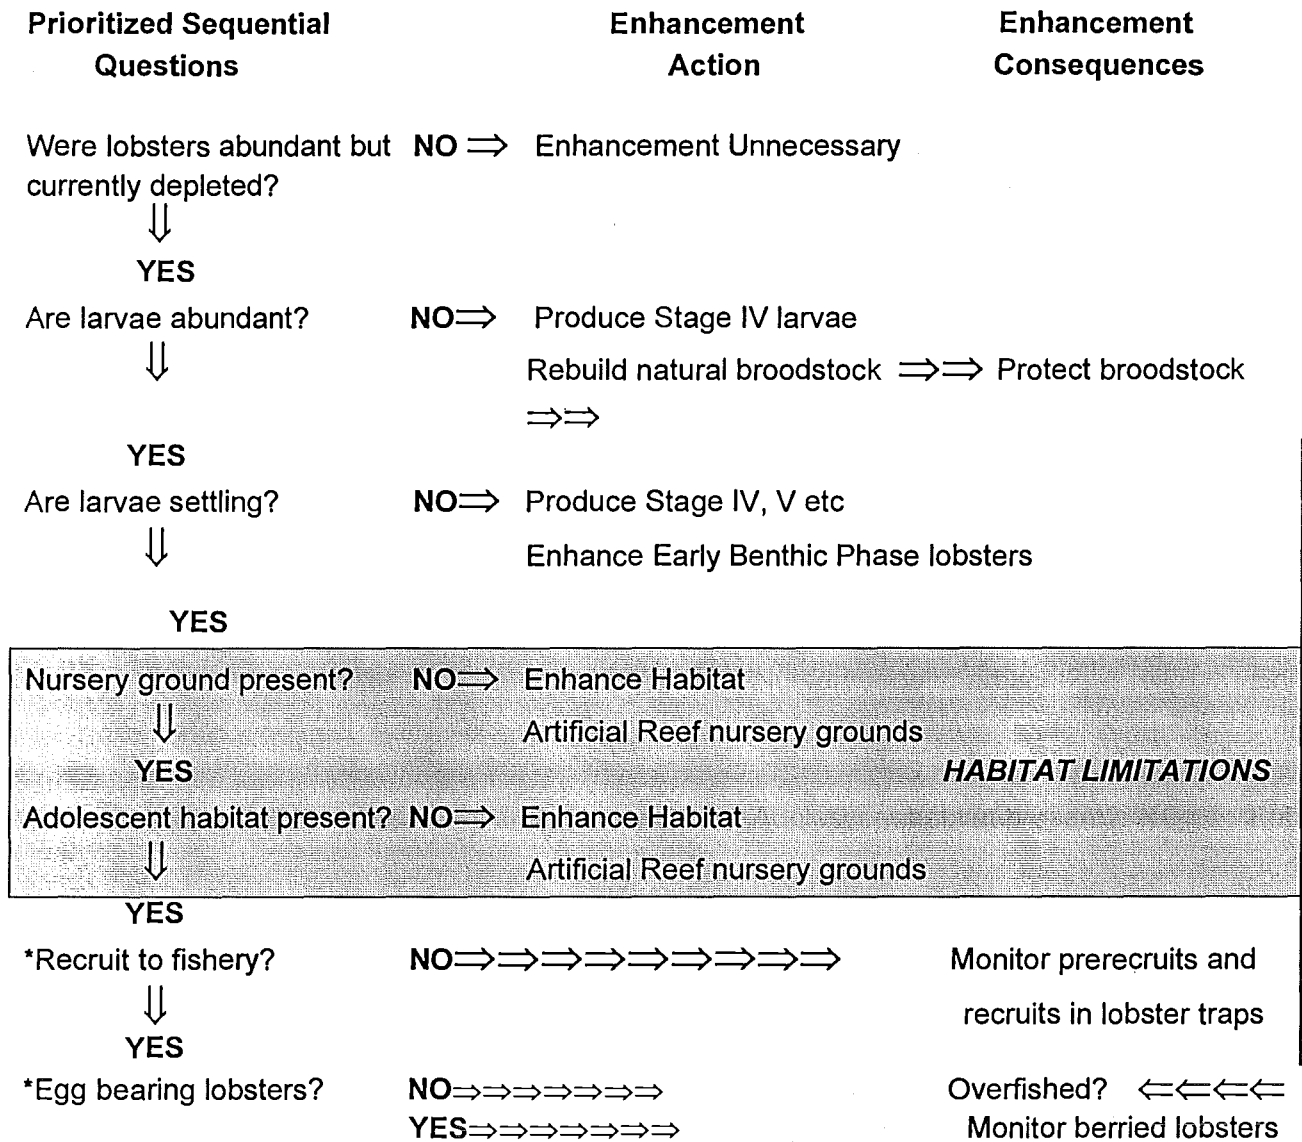 Prioritized Sequential Enhancement Enhancement
Questions Action Consequences
Were lobsters abundant but NO ⇒ Enhancement Unnecessary
currently depleted?
⇓
YES
Are larvae abundant? NO⇒ Produce Stage IV larvae
⇓ Rebuild natural broodstock ⇒⇒ Protect broodstock
⇒⇒
YES
Are larvae settling? NO⇒ Produce Stage IV, V etc
⇓ Enhance Early Benthic Phase lobsters
YES
Nursery ground present? NO⇒ Enhance Habitat
⇓ Artificial Reef nursery grounds
YES HABITAT LIMITATIONS
Adolescent habitat present? NO⇒ Enhance Habitat
⇓ Artificial Reef nursery grounds
YES
*Recruit to fishery? NO⇒⇒⇒⇒⇒⇒⇒⇒⇒ Monitor prerecruits and
⇓ recruits in lobster traps
YES
*Egg bearing lobsters? NO⇒⇒⇒⇒⇒⇒⇒ Overfished? ⇐⇐⇐⇐
YES⇒⇒⇒⇒⇒⇒⇒ Monitor berried lobsters